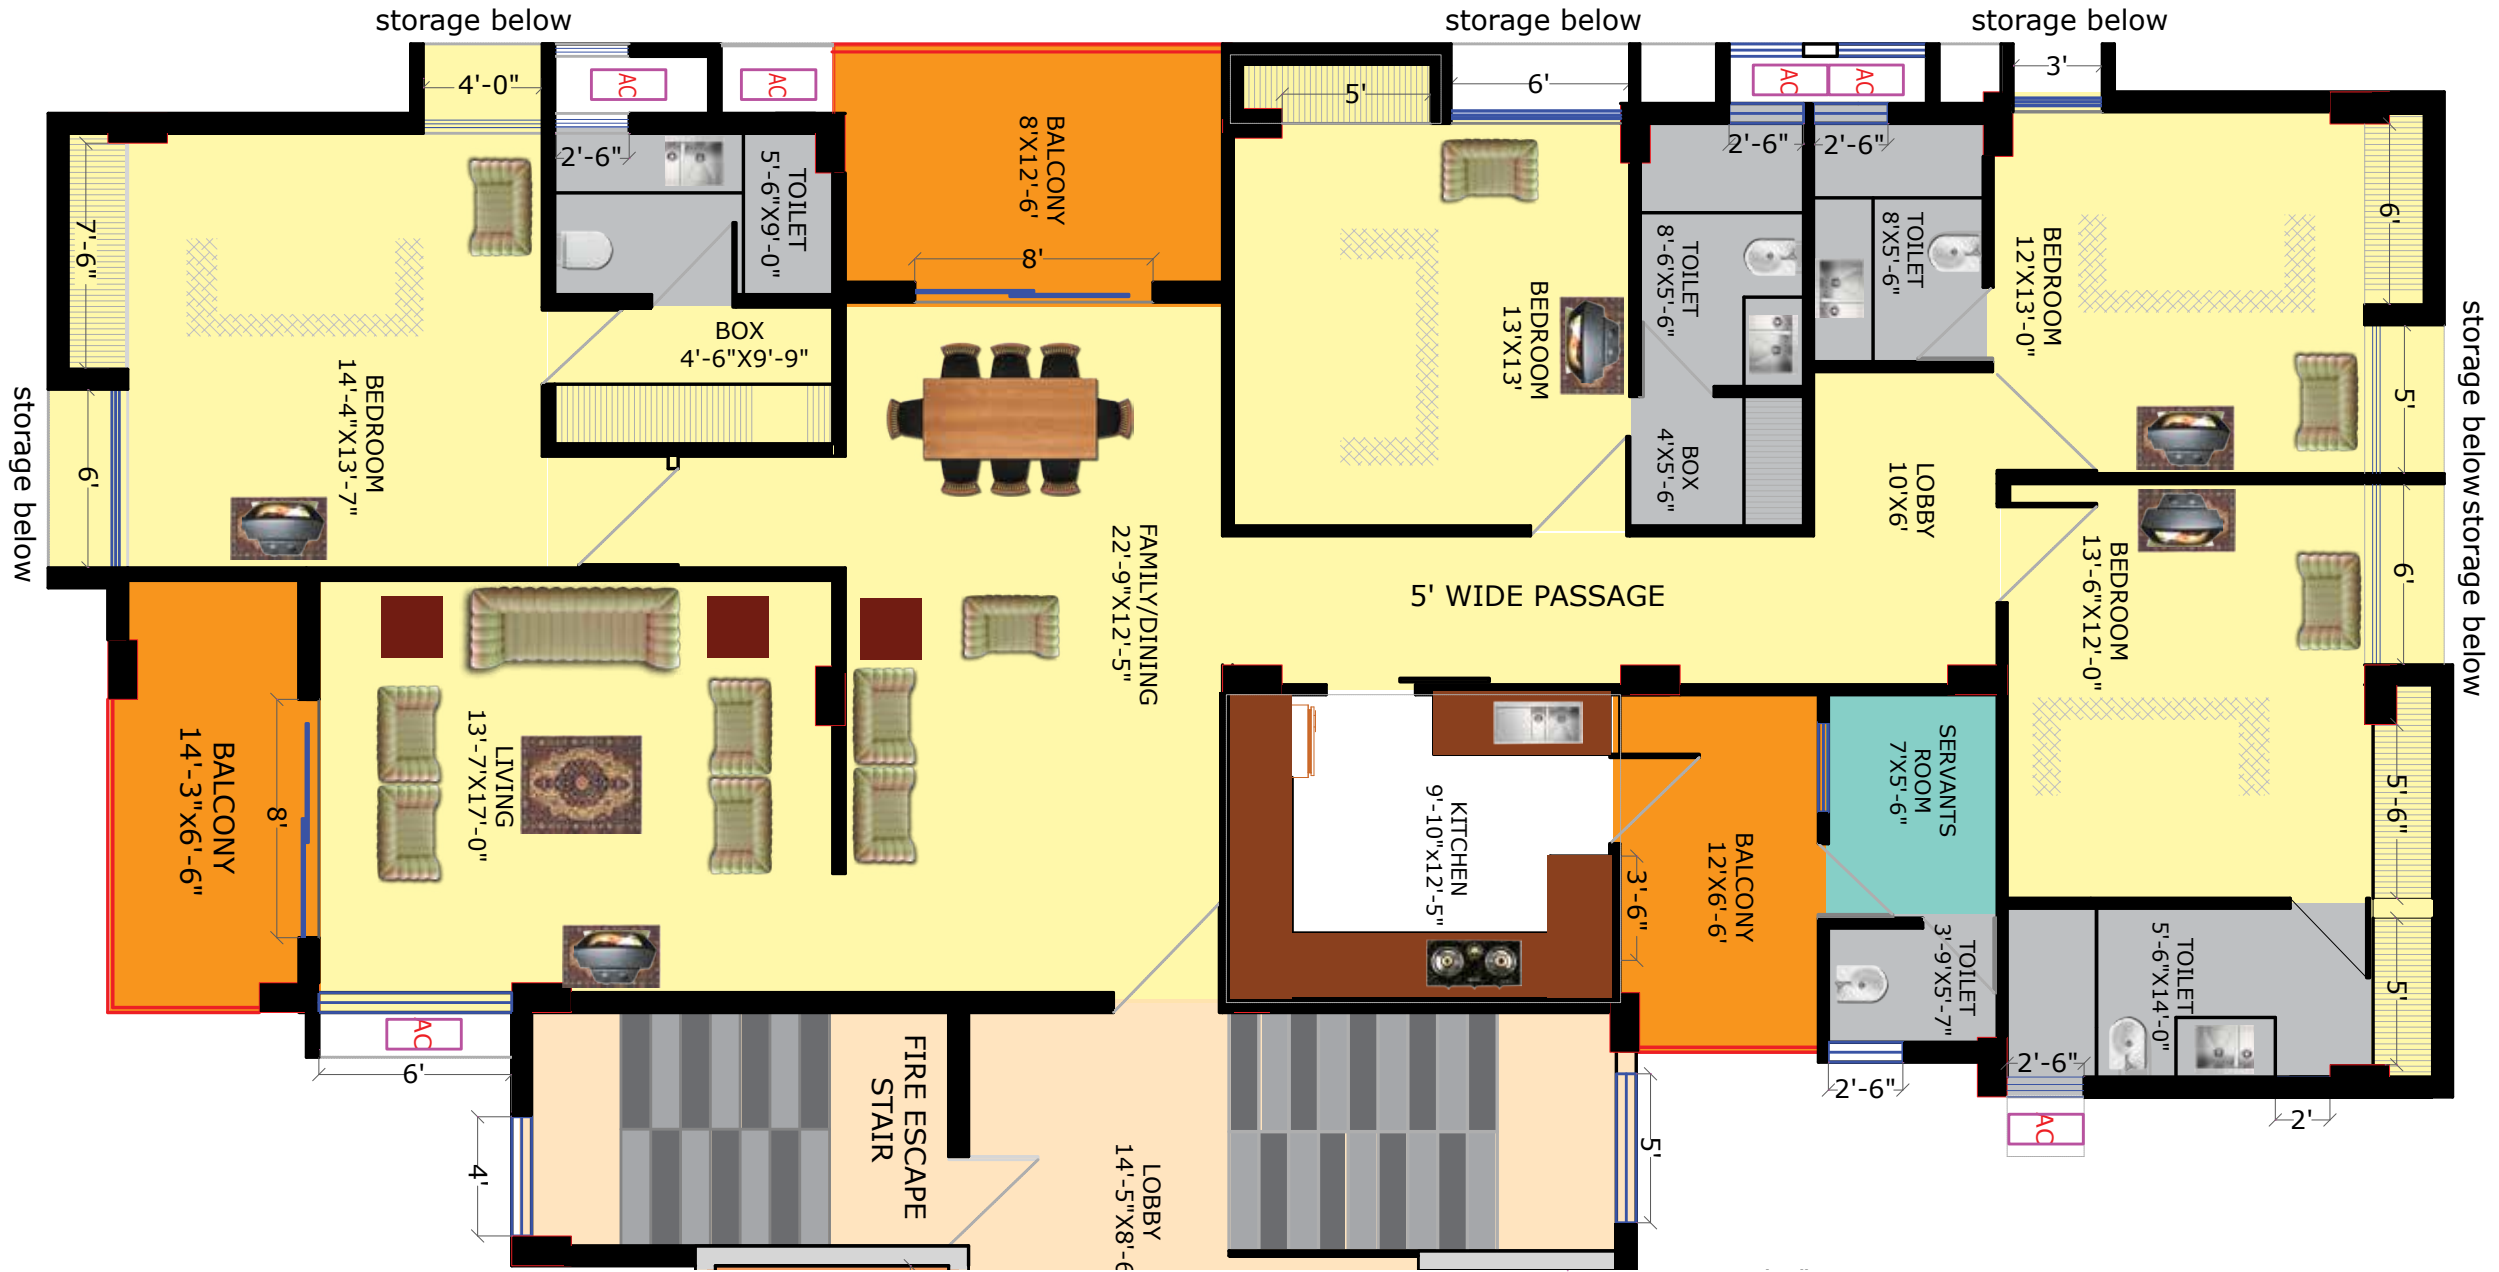 storage below
storage below
storage below
4'-0"
AC
AC
5'
6'
AC
AC
3'
2'-6"
TOILET
5'-6"X9'-0"
BALCONY
8'X12'-6'
8'
2'-6"
2'-6"
7'-6"
BOX
4'-6"X9'-9"
BEDROOM
14'-4"X13'-7"
6'
storage below
BEDROOM
13'X13'
TOILET
8'-6'X5'-6"
TOILET
8'X5'-6"
BEDROOM
12'X13'-0"
6'
BOX
4'X5'-6"
LOBBY
10'X6'
5'
storage below
FAMILY/DINING
22'-9"X12'-5"
5' WIDE PASSAGE
BEDROOM
13'-6"X12'-0"
6'
storage below
BALCONY
14'-3"x6'-6"
8'
LIVING
13'-7'X17'-0"
KITCHEN
9'-10"x12'-5"
3'-6"
BALCONY
12'X6'-6'
SERVANTS
ROOM
7'X5'-6"
5'-6"
TOILET
3'-9'X5'-7"
TOILET
5'-6"X14'-0"
5'
AC
6'
FIRE ESCAPE
STAIR
4'
LOBBY
14'-5"X8'-6
5'
2'-6"
2'-6"
AC
2'